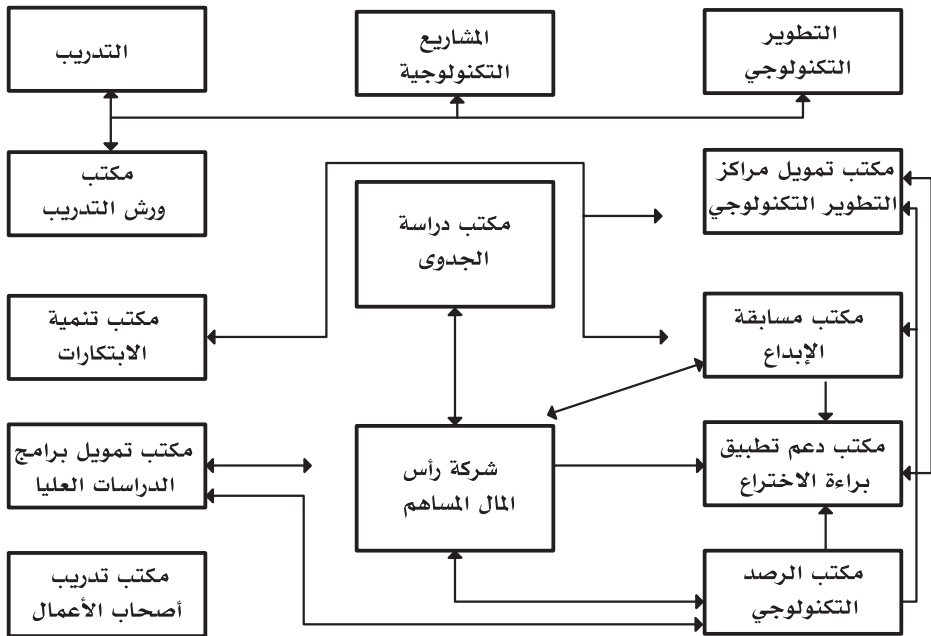 التدريب
المشاريع
التكنولوجية
التطوير
التكنولوجي
مكتب
ورش التدريب
مكتب دراسة
الجدوى
مكتب تمويل مراكز
التطوير التكنولوجي
مكتب تنمية
الابتكارات
مكتب مسابقة
الإبداع
مكتب تمويل برامج
الدراسات العليا
شركة رأس
المال المساهم
مكتب دعم تطبيق
براءة الاختراع
مكتب تدريب
أصحاب الأعمال
مكتب الرصد
التكنولوجي